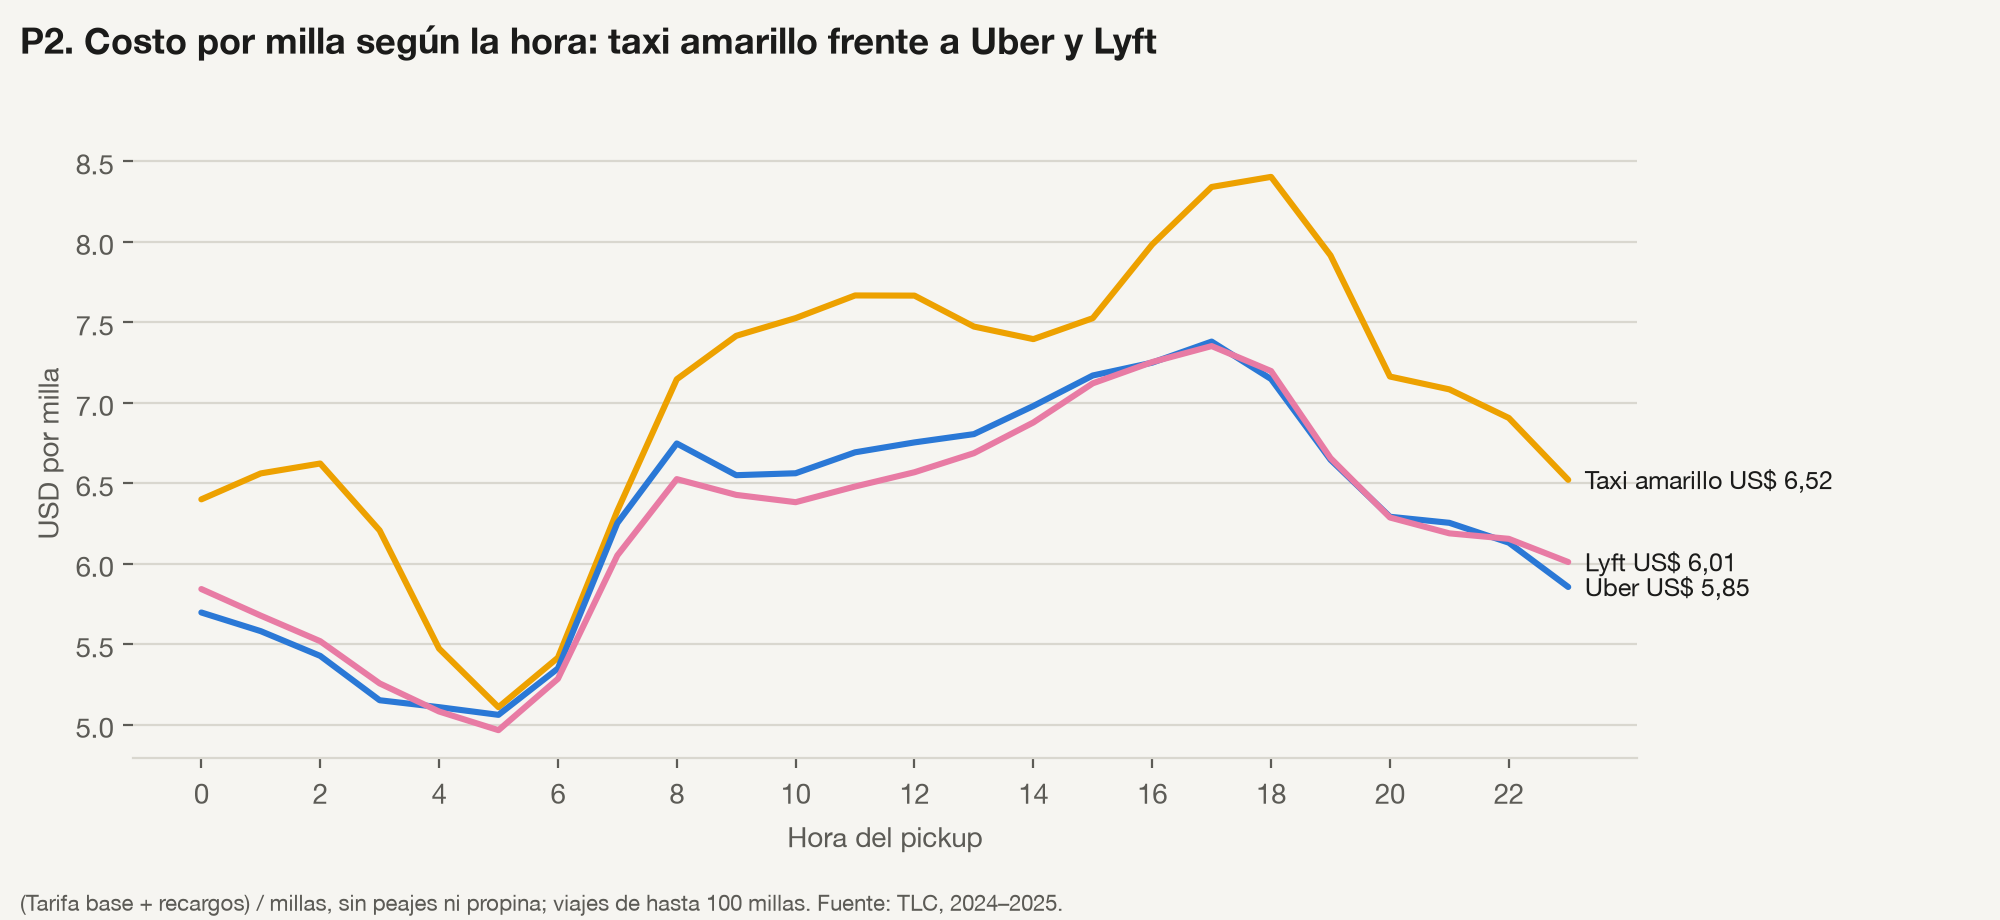 P2. Costo por milla según la hora: taxi amarillo frente a Uber y Lyft
8.5
8.0
7.5
7.0
6.5
6.0
5.5
5.0
USD por milla
Taxi amarillo US$ 6,52
Lyft US$ 6,01
Uber US$ 5,85
0 2 4 6 8 10 12 14 16 18 20 22
Hora del pickup
(Tarifa base + recargos) / millas, sin peajes ni propina; viajes de hasta 100 millas. Fuente: TLC, 2024–2025.